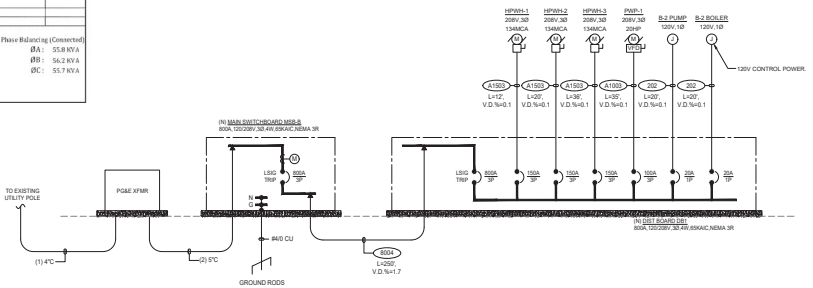 Phase Balancing (Connected)
ØA : 55.8 KVA
ØB : 56.2 KVA
ØC : 55.7 KVA
HPWH-1
208V,3Ø
134MCA
M
HPWH-2
208V,3Ø
134MCA
M
HPWH-3
208V,3Ø
134MCA
M
PWP-1
208V,3Ø
20HP
M
VFD
B-2 PUMP
120V,1Ø
J
B-2 BOILER
120V,1Ø
J
120V CONTROL POWER.
A1503
L=12',
V.D.%=0.1
A1503
L=20',
V.D.%=0.1
A1503
L=36',
V.D.%=0.1
A1003
L=35',
V.D.%=0.1
202
L=20',
V.D.%=0.1
202
L=20',
V.D.%=0.1
(N) MAIN SWITCHBOARD MSB-B
800A,120/208V,3Ø,4W,65KAIC,NEMA 3R
M
LSIG
TRIP
800A
3P
N
G
LSIG
TRIP
800A
3P
150A
3P
150A
3P
150A
3P
100A
3P
20A
1P
20A
1P
TO EXISTING
UTILITY POLE
PG&E XFMR
(N) DIST BOARD DB1
800A,120/208V,3Ø,4W,65KAIC,NEMA 3R
#4/0 CU
(1) 4"C
(2) 5"C
8004
L=250',
V.D.%=1.7
GROUND RODS